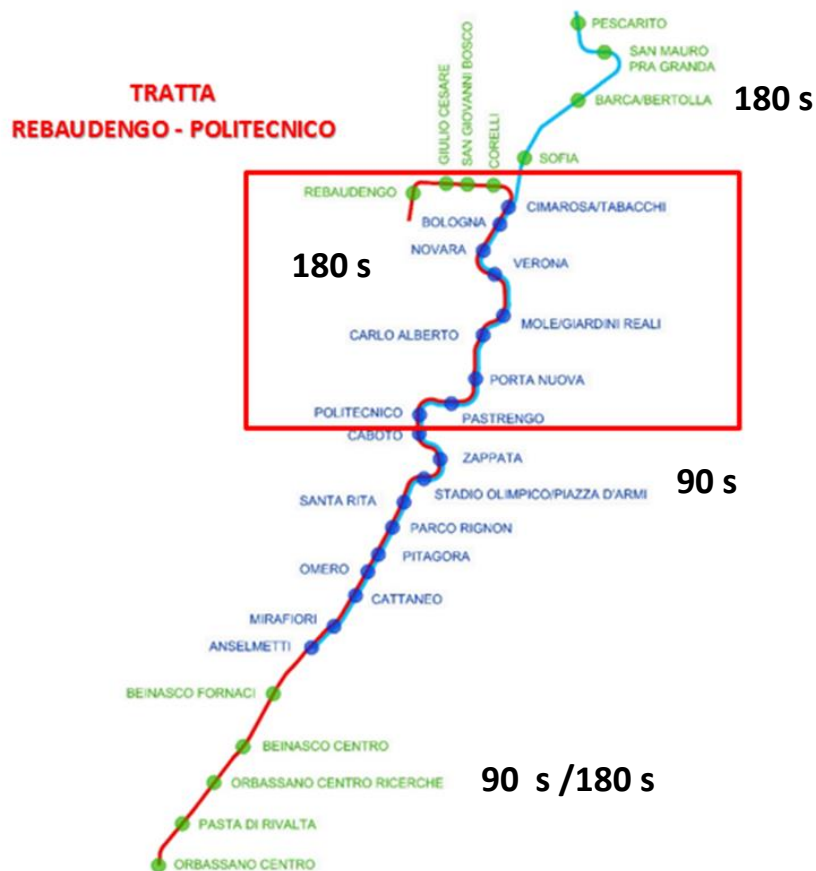 PESCARITO
SAN MAURO
PRA GRANDA
TRATTA
REBAUDENGO - POLITECNICO
BARCA/BERTOLLA
180 s
GIULIO CESARE
SAN GIOVANNI BOSCO
CORELLI
SOFIA
REBAUDENGO
CIMAROSA/TABACCHI
BOLOGNA
NOVARA
180 s
VERONA
MOLE/GIARDINI REALI
CARLO ALBERTO
PORTA NUOVA
POLITECNICO
PASTRENGO
CABOTO
ZAPPATA
90 s
STADIO OLIMPICO/PIAZZA D'ARMI
SANTA RITA
PARCO RIGNON
PITAGORA
OMERO
CATTANEO
MIRAFIORI
ANSELMETTI
BEINASCO FORNACI
BEINASCO CENTRO
ORBASSANO CENTRO RICERCHE
90 s /180 s
PASTA DI RIVALTA
ORBASSANO CENTRO